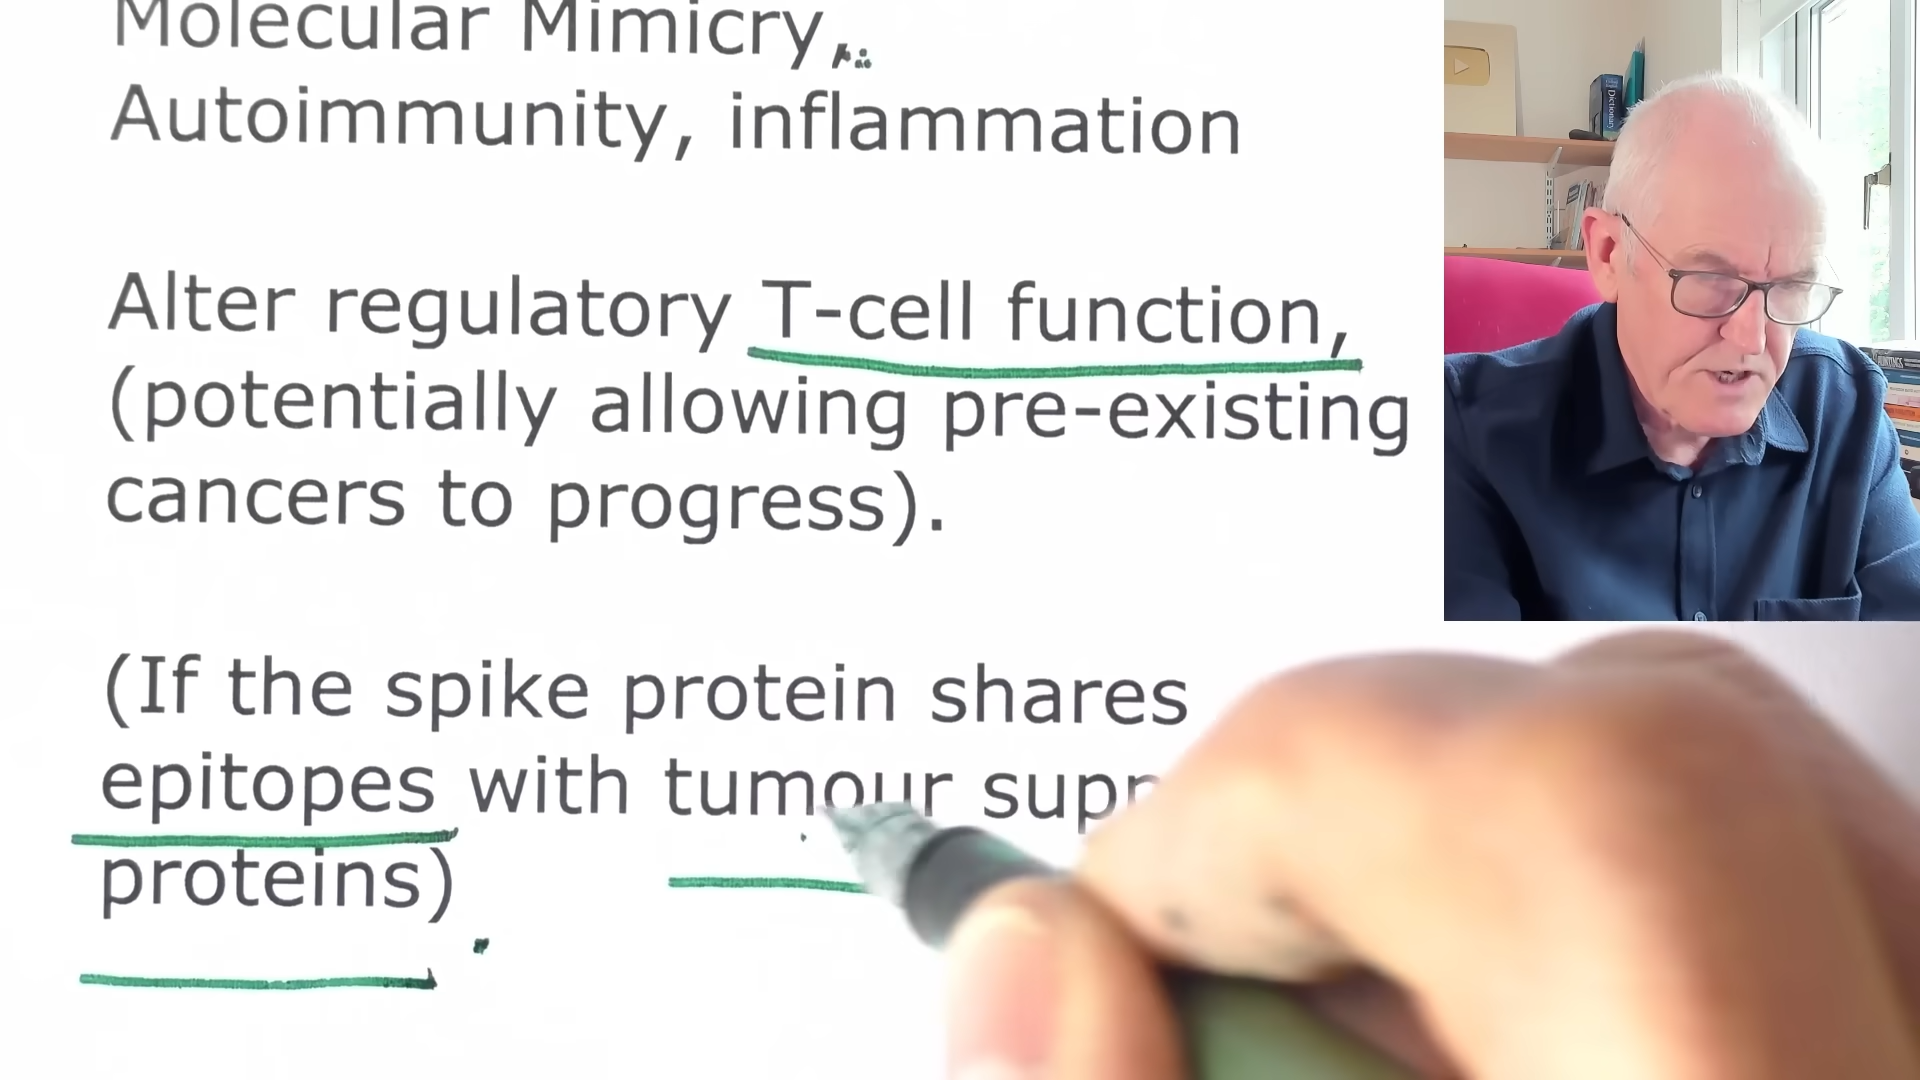 Molecular Mimicry,
Autoimmunity, inflammation
Alter regulatory T-cell function,
(potentially allowing pre-existing
cancers to progress).
(If the spike protein shares
epitopes with tumour
proteins)
Dictionary